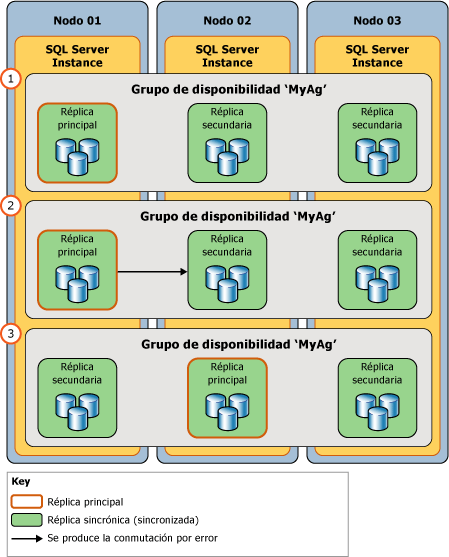 Nodo 01
Nodo 02
Nodo 03
SQL Server
Instance
SQL Server
Instance
SQL Server
Instance
1
Grupo de disponibilidad ‘MyAg’
Réplica
principal
Réplica
secundaria
Réplica
secundaria
2
Grupo de disponibilidad ‘MyAg’
Réplica
principal
Réplica
secundaria
Réplica
secundaria
3
Grupo de disponibilidad ‘MyAg’
Réplica
secundaria
Réplica
principal
Réplica
secundaria
Key
Réplica principal
Réplica sincrónica (sincronizada)
Se produce la conmutación por error